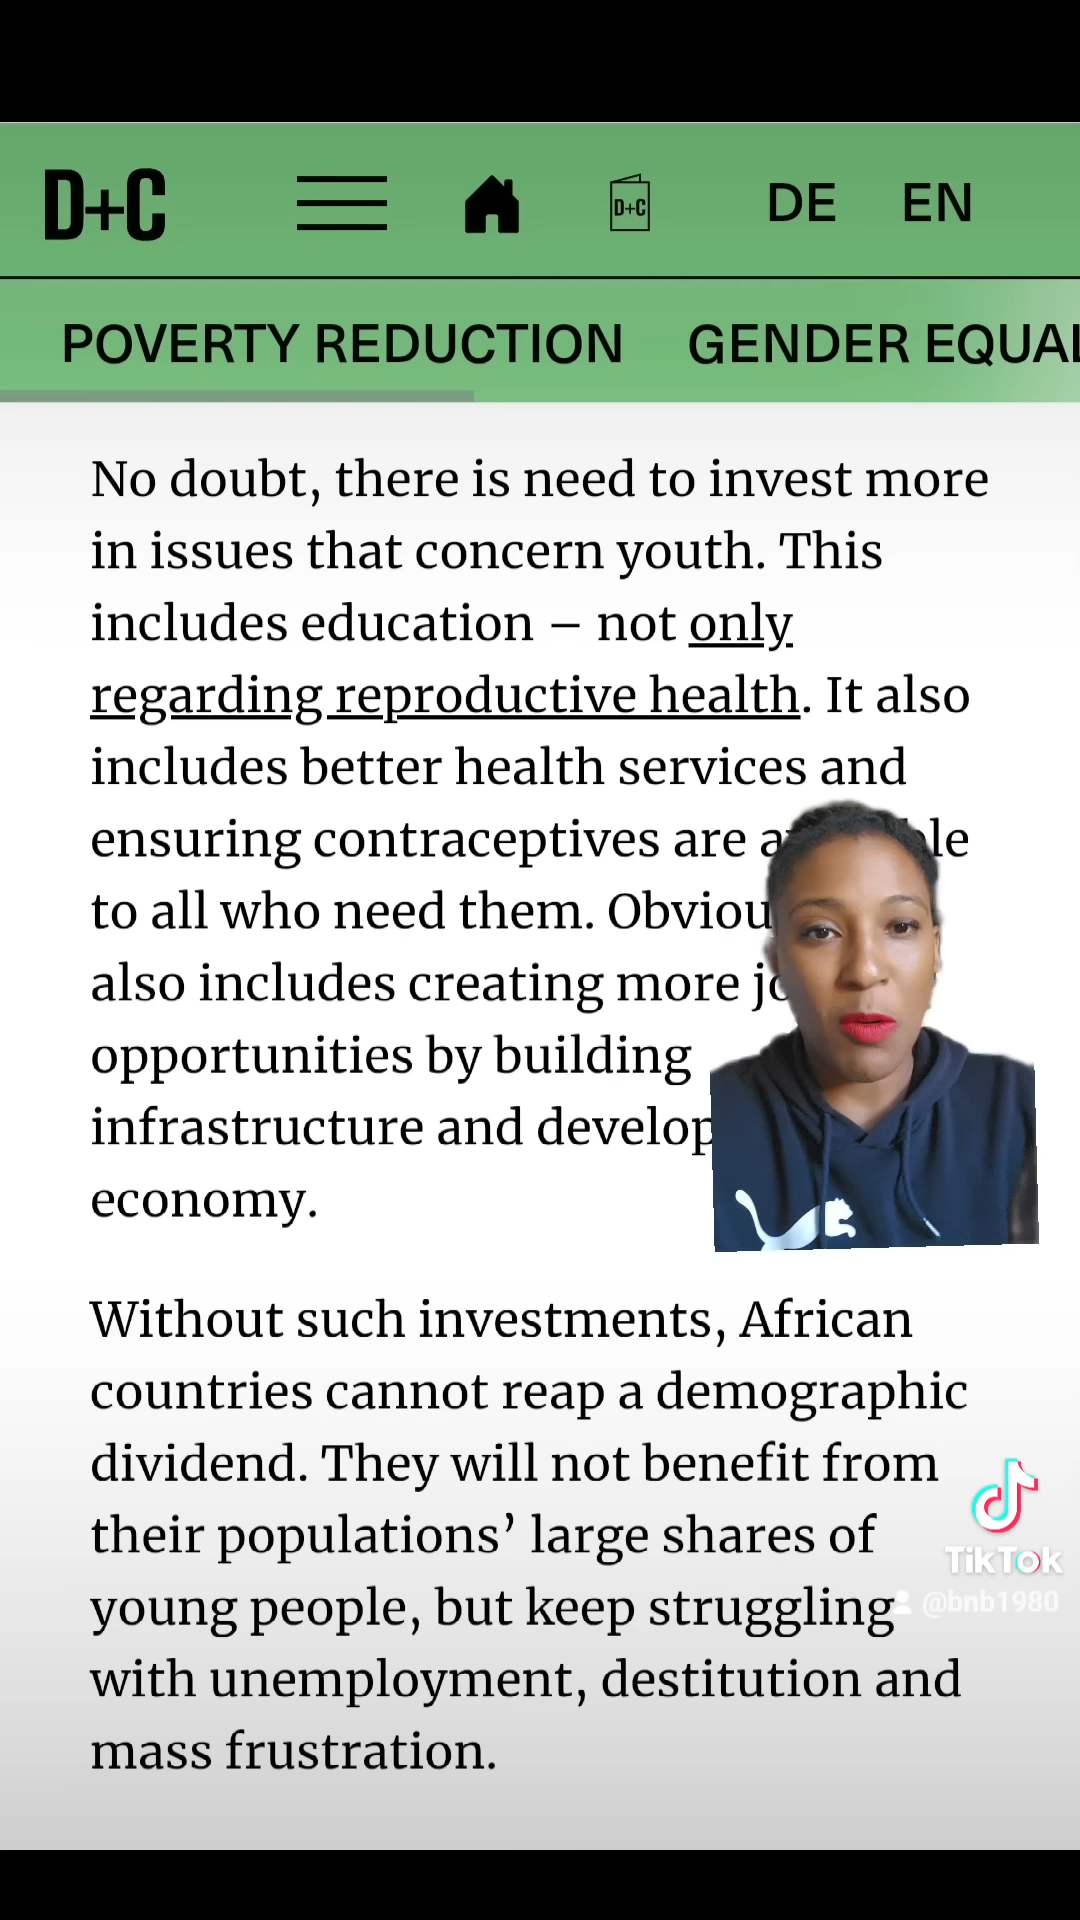 D+C
D+C
DE EN
POVERTY REDUCTION GENDER EQUAL
No doubt, there is need to invest more
in issues that concern youth. This
includes education – not only
regarding reproductive health. It also
includes better health services and
ensuring contraceptives are
to all who need them.
also includes creating more
opportunities by building
infrastructure and
economy.
Without such investments, African
countries cannot reap a demographic
dividend. They will not benefit from
their populations’ large shares of
young people, but keep struggling
with unemployment, destitution and
mass frustration.
TikTok
@bnb1980